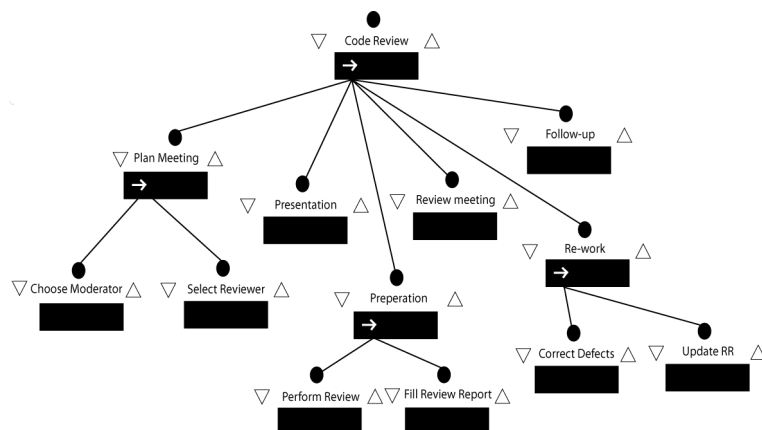 Code Review
Follow-up
Plan Meeting
Presentation
Review meeting
Re-work
Choose Moderator
Select Reviewer
Preperation
Correct Defects
Update RR
Perform Review
Fill Review Report